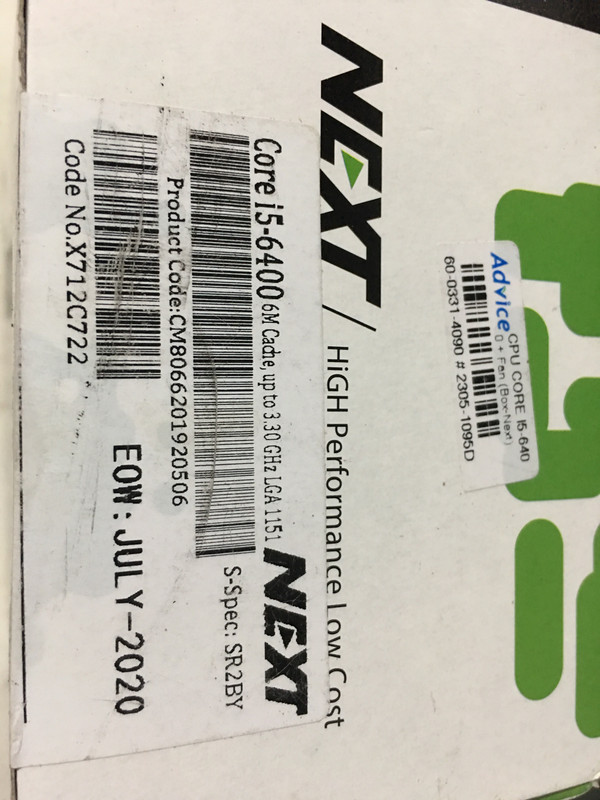 NEXT / HiGH Performance Low Cost
Advice
CPU CORE I5-640
0 + Fan (Box-Next)
60-0331-4090 # 2305-1095D
Core i5-6400 6M Cache, up to 3.30 GHz LGA1151
NEXT
S-Spec: SR2BY
Product Code:CM8066201920506
Code No.X712C722
EOW: JULY-2020